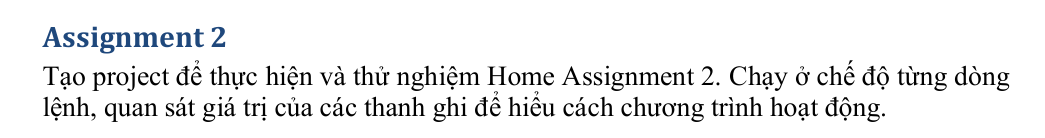 Assignment 2
Tạo project để thực hiện và thử nghiệm Home Assignment 2. Chạy ở chế độ từng dòng
lệnh, quan sát giá trị của các thanh ghi để hiểu cách chương trình hoạt động.